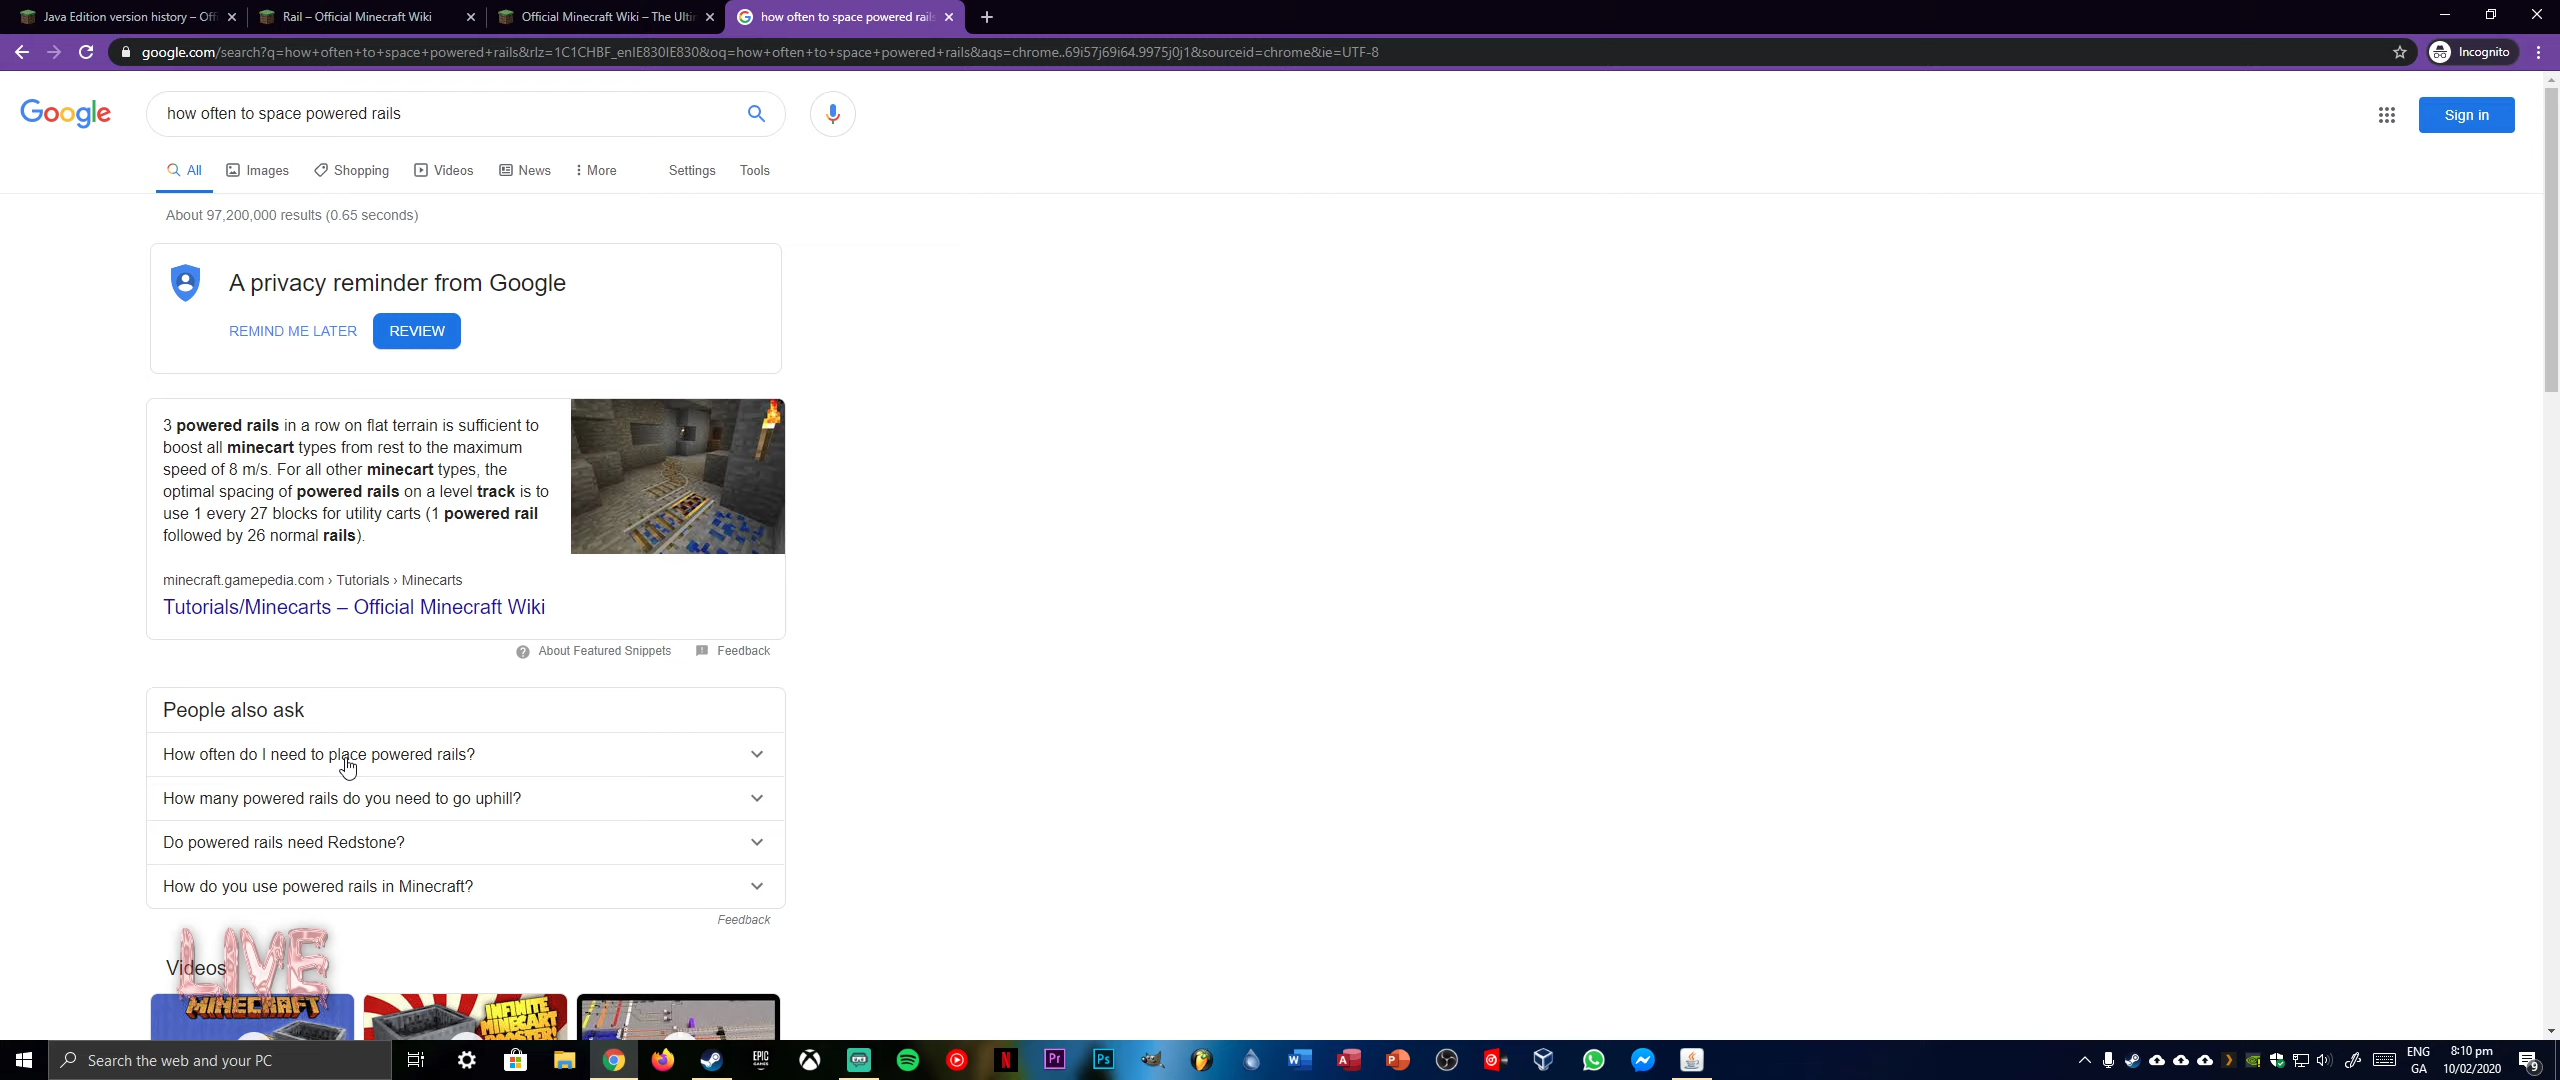 Java Edition version history – Offi
Rail – Official Minecraft Wiki
Official Minecraft Wiki – The Ulti
how often to space powered rails
google.com/search?q=how+often+to+space+powered+rails&rlz=1C1CHBF_enIE830IE830&oq=how+often+to+space+powered+rails&aqs=chrome..69i57j69i64.9975j0j1&sourceid=chrome&ie=UTF-8
Incognito
Google
how often to space powered rails
Sign in
All
Images
Shopping
Videos
News
More
Settings
Tools
About 97,200,000 results (0.65 seconds)
A privacy reminder from Google
REMIND ME LATER
REVIEW
3 powered rails in a row on flat terrain is sufficient to
boost all minecart types from rest to the maximum
speed of 8 m/s. For all other minecart types, the
optimal spacing of powered rails on a level track is to
use 1 every 27 blocks for utility carts (1 powered rail
followed by 26 normal rails).
minecraft.gamepedia.com › Tutorials › Minecarts
Tutorials/Minecarts – Official Minecraft Wiki
About Featured Snippets
Feedback
People also ask
How often do I need to place powered rails?
How many powered rails do you need to go uphill?
Do powered rails need Redstone?
How do you use powered rails in Minecraft?
Feedback
LIVE
Videos
MINECRAFT
INFINITE
MINECART
BOOSTER!
Search the web and your PC
EPIC
GAMES
N
Pr
Ps
W
A
P
ENG
GA
8:10 pm
10/02/2020
9